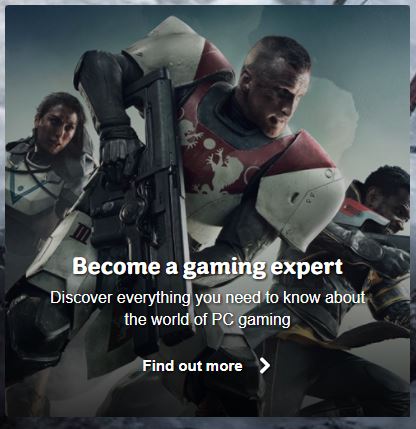 Become a gaming expert
Discover everything you need to know about
the world of PC gaming
Find out more